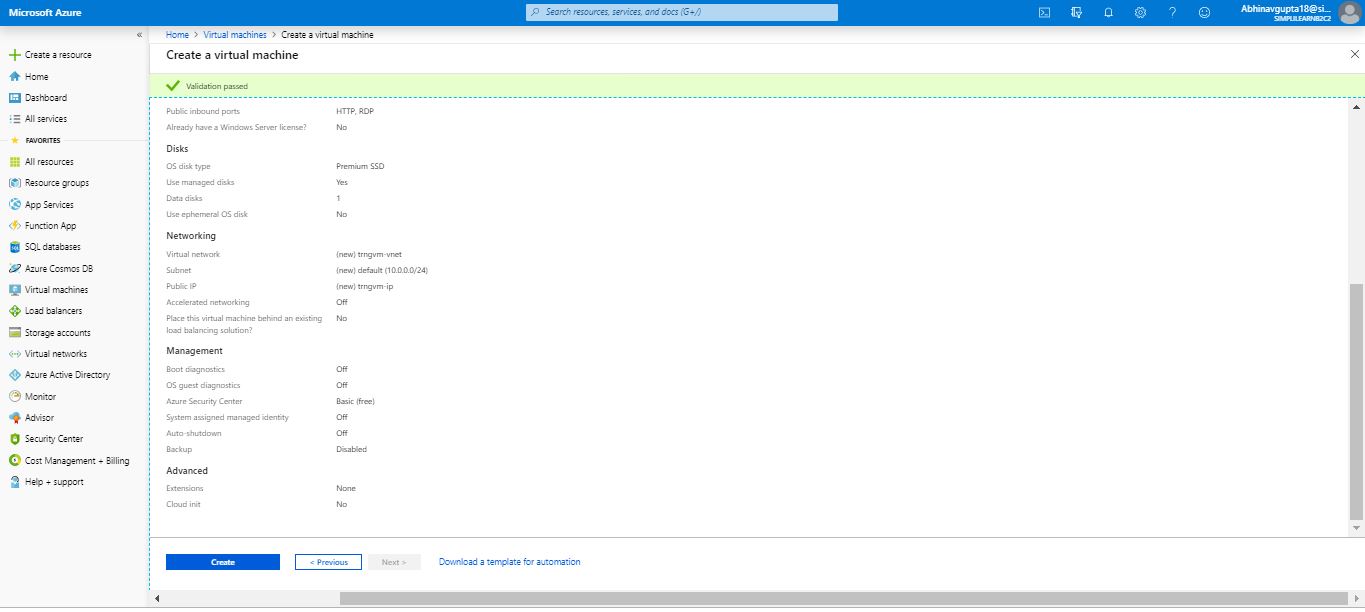 Microsoft Azure
Search resources, services, and docs (G+/)
Abhinavgupta18@si...
SIMPLILEARNB2C2
«
Create a resource
Home
Dashboard
All services
FAVORITES
All resources
Resource groups
App Services
Function App
SQL databases
Azure Cosmos DB
Virtual machines
Load balancers
Storage accounts
Virtual networks
Azure Active Directory
Monitor
Advisor
Security Center
Cost Management + Billing
Help + support
Home > Virtual machines > Create a virtual machine
Create a virtual machine
Validation passed
Public inbound ports HTTP, RDP
Already have a Windows Server license? No
Disks
OS disk type Premium SSD
Use managed disks Yes
Data disks 1
Use ephemeral OS disk No
Networking
Virtual network (new) trngvm-vnet
Subnet (new) default (10.0.0.0/24)
Public IP (new) trngvm-ip
Accelerated networking Off
Place this virtual machine behind an existing No
load balancing solution?
Management
Boot diagnostics Off
OS guest diagnostics Off
Azure Security Center Basic (free)
System assigned managed identity Off
Auto-shutdown Off
Backup Disabled
Advanced
Extensions None
Cloud init No
Create < Previous Next > Download a template for automation